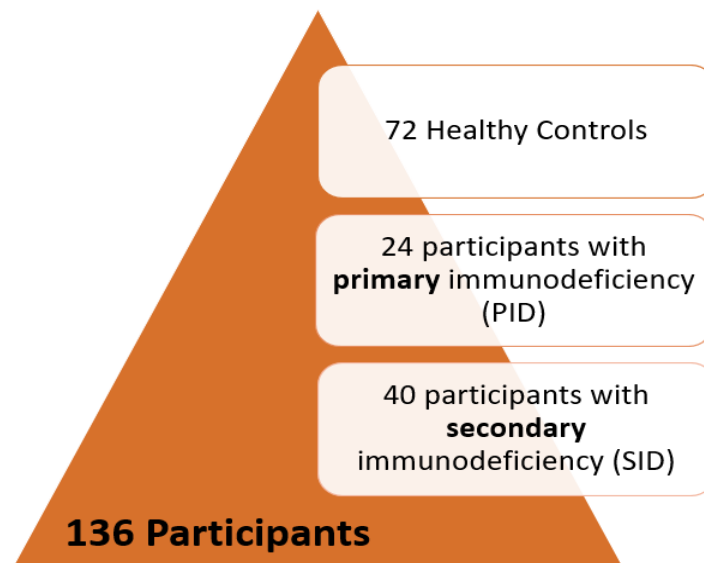 72 Healthy Controls
24 participants with
primary immunodeficiency
(PID)
40 participants with
secondary
immunodeficiency (SID)
136 Participants